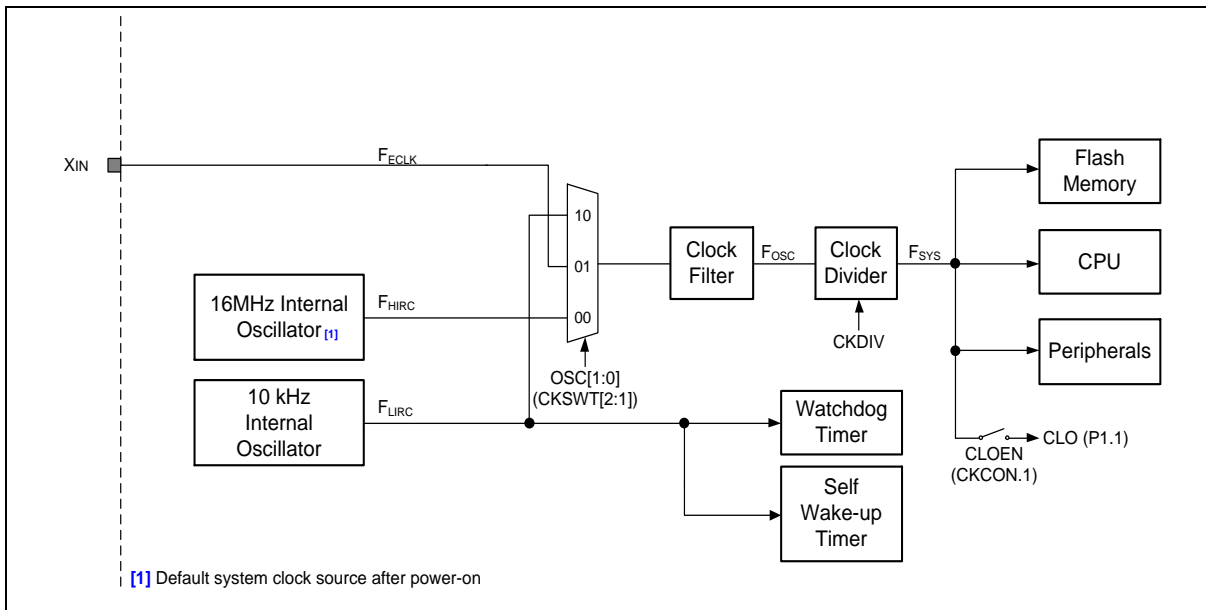 XIN
FECLK
10
01
00
16MHz Internal
Oscillator[1]
FHIRC
10 kHz
Internal
Oscillator
FLIRC
OSC[1:0]
(CKSWT[2:1])
Clock
Filter
FOSC
Clock
Divider
CKDIV
FSYS
Flash
Memory
CPU
Peripherals
CLOEN
(CKCON.1)
CLO (P1.1)
Watchdog
Timer
Self
Wake-up
Timer
[1] Default system clock source after power-on